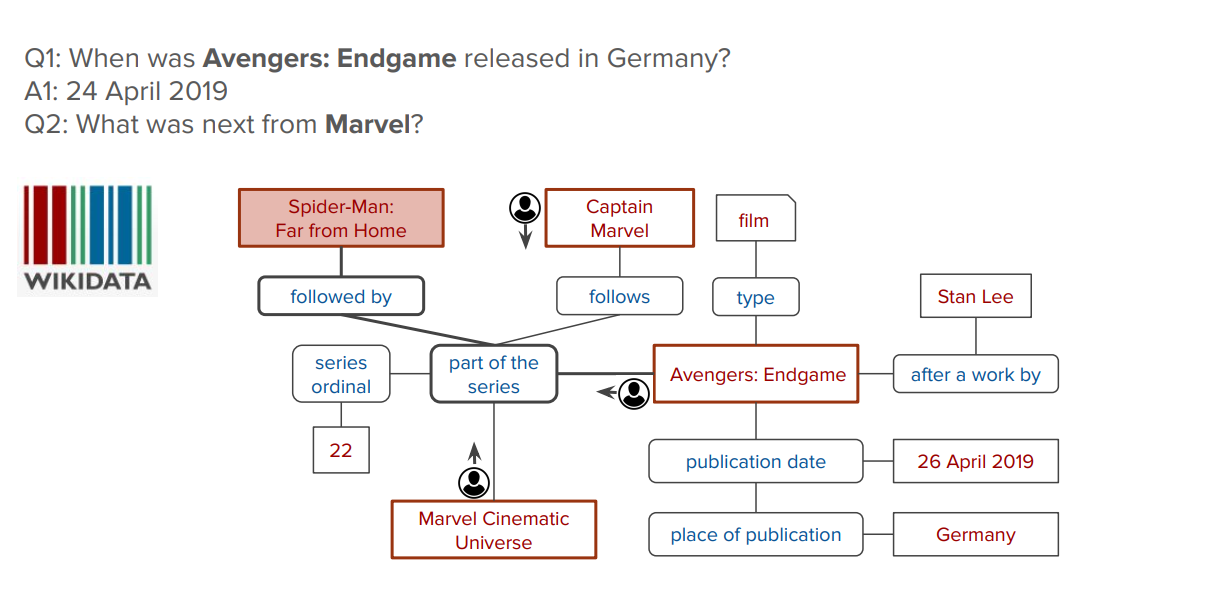 Q1: When was Avengers: Endgame released in Germany?
A1: 24 April 2019
Q2: What was next from Marvel?
WIKIDATA
Spider-Man:
Far from Home
Captain
Marvel
film
followed by
follows
type
Stan Lee
series
ordinal
part of the
series
Avengers: Endgame
after a work by
22
publication date
26 April 2019
Marvel Cinematic
Universe
place of publication
Germany